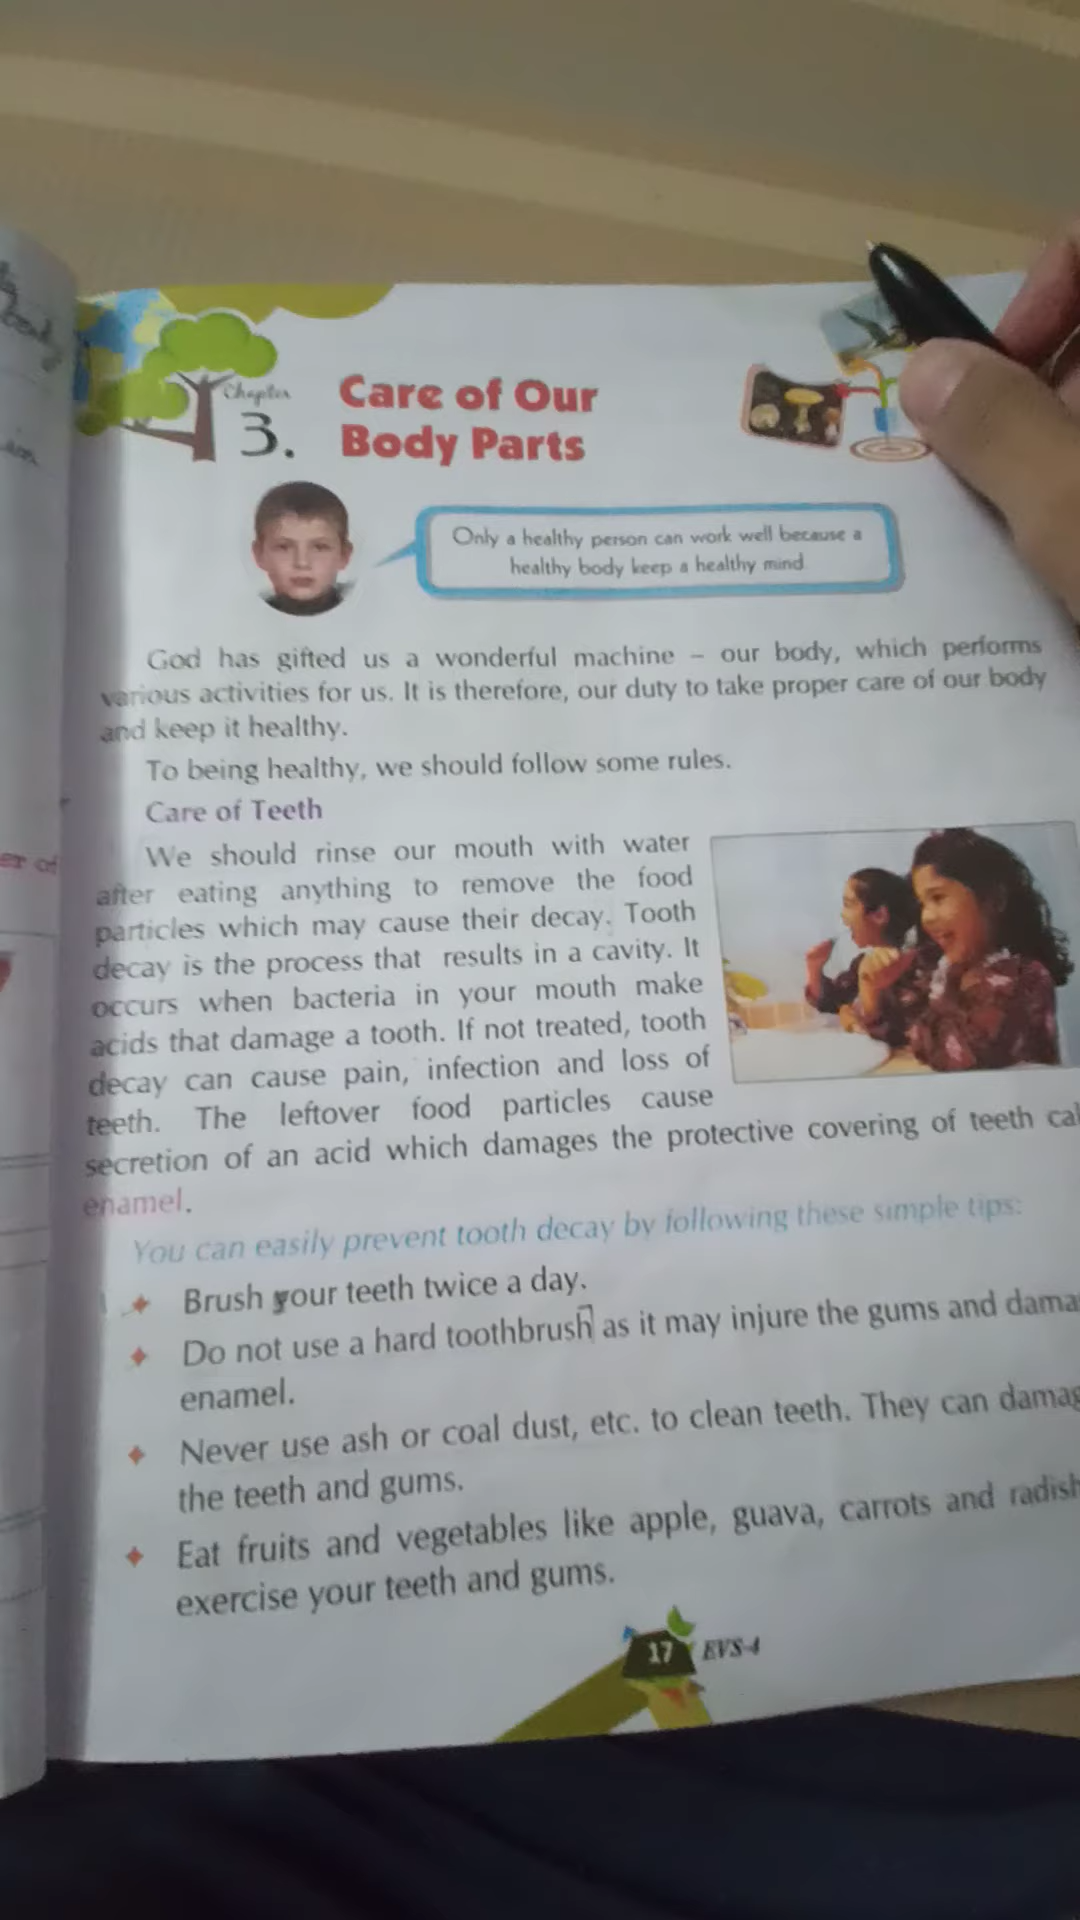 Chapter
3.
Care of Our
Body Parts
Only a healthy person can work well because a
healthy body keep a healthy mind
God has gifted us a wonderful machine – our body, which performs
various activities for us. It is therefore, our duty to take proper care of our body
and keep it healthy.
To being healthy, we should follow some rules.
Care of Teeth
We should rinse our mouth with water
after eating anything to remove the food
particles which may cause their decay. Tooth
decay is the process that results in a cavity. It
occurs when bacteria in your mouth make
acids that damage a tooth. If not treated, tooth
decay can cause pain, infection and loss of
teeth. The leftover food particles cause
secretion of an acid which damages the protective covering of teeth cal
enamel.
You can easily prevent tooth decay by following these simple tips:
Brush your teeth twice a day.
Do not use a hard toothbrush as it may injure the gums and dama
enamel.
Never use ash or coal dust, etc. to clean teeth. They can damag
the teeth and gums.
Eat fruits and vegetables like apple, guava, carrots and radish
exercise your teeth and gums.
17 EVS-4
er of